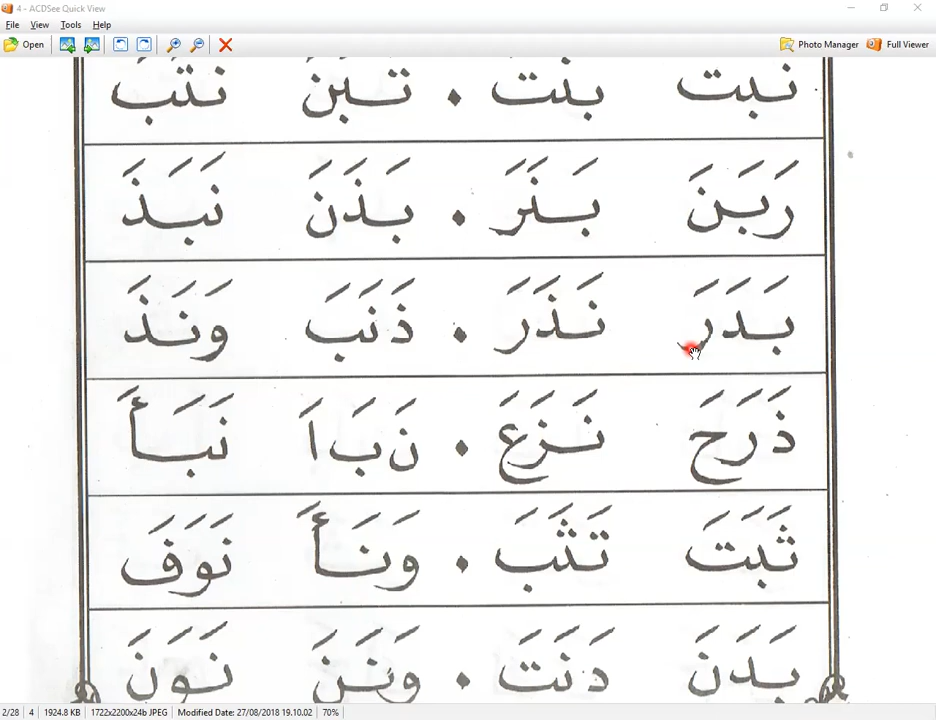 4 - ACDSee Quick View
File View Tools Help
Open Photo Manager Full Viewer
نبت بنت • تبن نتب
رَبَنَ بَنَرَ • بَذَنَ نَبَذَ
بَدَرَ نَذَرَ • ذَنَبَ وَنَذَ
ذَرَحَ نَزَعَ • نَ بَ اَ نَبَأَ
ثَبَتَ تَثَبَ • وَنَأَ نَوَفَ
بَدَنَ دَنَتَ • وَنَنَ نَوَنَ
2/28 4 1924.8 KB 1722x2200x24b JPEG Modified Date: 27/08/2018 19.10.02 70%